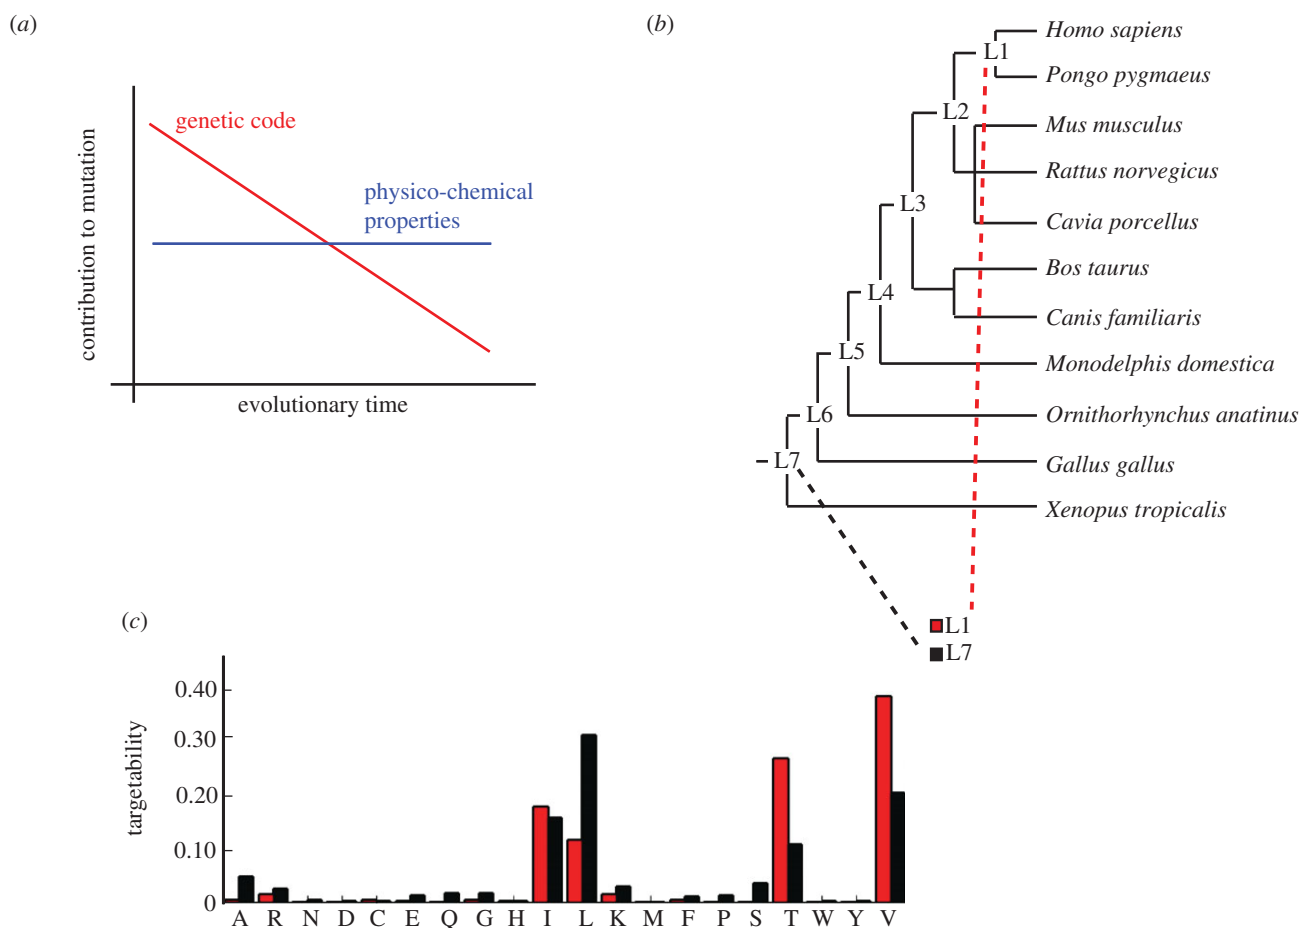 (a)
contribution to mutation
genetic code
physico-chemical
properties
evolutionary time
(b)
L1
L2
L3
L4
L5
L6
L7
Homo sapiens
Pongo pygmaeus
Mus musculus
Rattus norvegicus
Cavia porcellus
Bos taurus
Canis familiaris
Monodelphis domestica
Ornithorhynchus anatinus
Gallus gallus
Xenopus tropicalis
L1
L7
(c)
targetability
0.40
0.30
0.20
0.10
0
A R N D C E Q G H I L K M F P S T W Y V